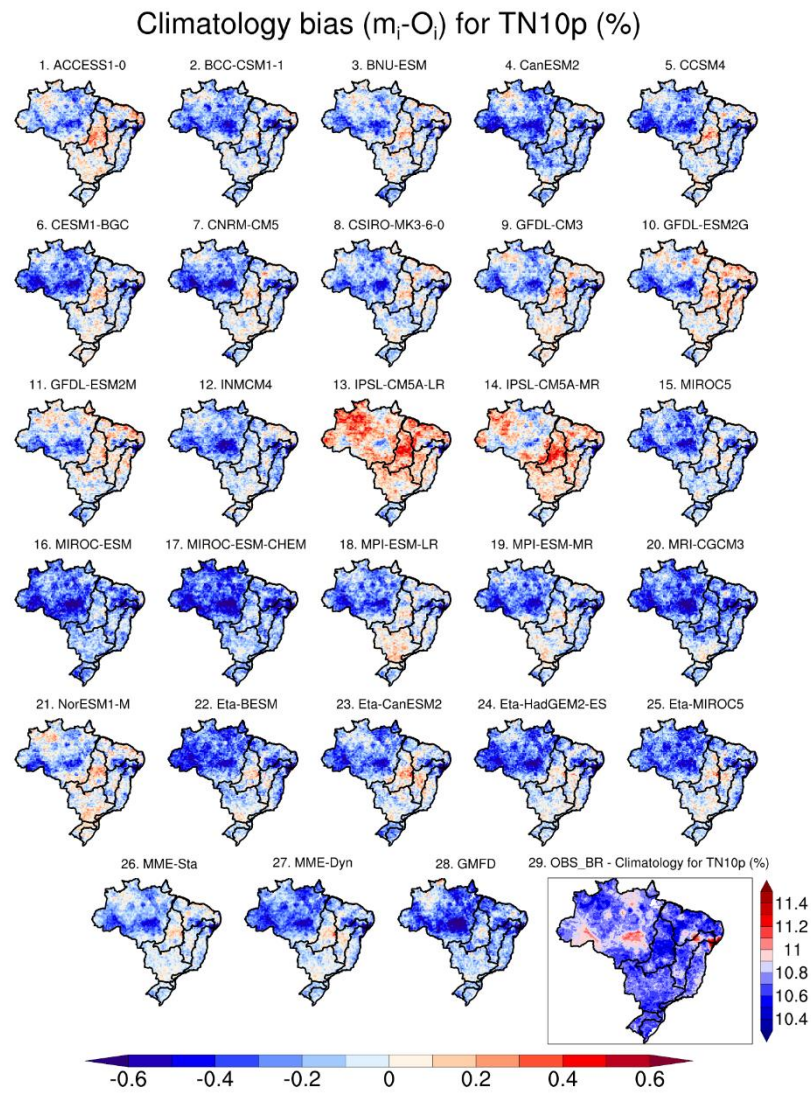 Climatology bias (mi-Oi) for TN10p (%)
1. ACCESS1-0 2. BCC-CSM1-1 3. BNU-ESM 4. CanESM2 5. CCSM4
6. CESM1-BGC 7. CNRM-CM5 8. CSIRO-MK3-6-0 9. GFDL-CM3 10. GFDL-ESM2G
11. GFDL-ESM2M 12. INMCM4 13. IPSL-CM5A-LR 14. IPSL-CM5A-MR 15. MIROC5
16. MIROC-ESM 17. MIROC-ESM-CHEM 18. MPI-ESM-LR 19. MPI-ESM-MR 20. MRI-CGCM3
21. NorESM1-M 22. Eta-BESM 23. Eta-CanESM2 24. Eta-HadGEM2-ES 25. Eta-MIROC5
26. MME-Sta 27. MME-Dyn 28. GMFD 29. OBS_BR - Climatology for TN10p (%)
11.4
11.2
11
10.8
10.6
10.4
-0.6 -0.4 -0.2 0 0.2 0.4 0.6